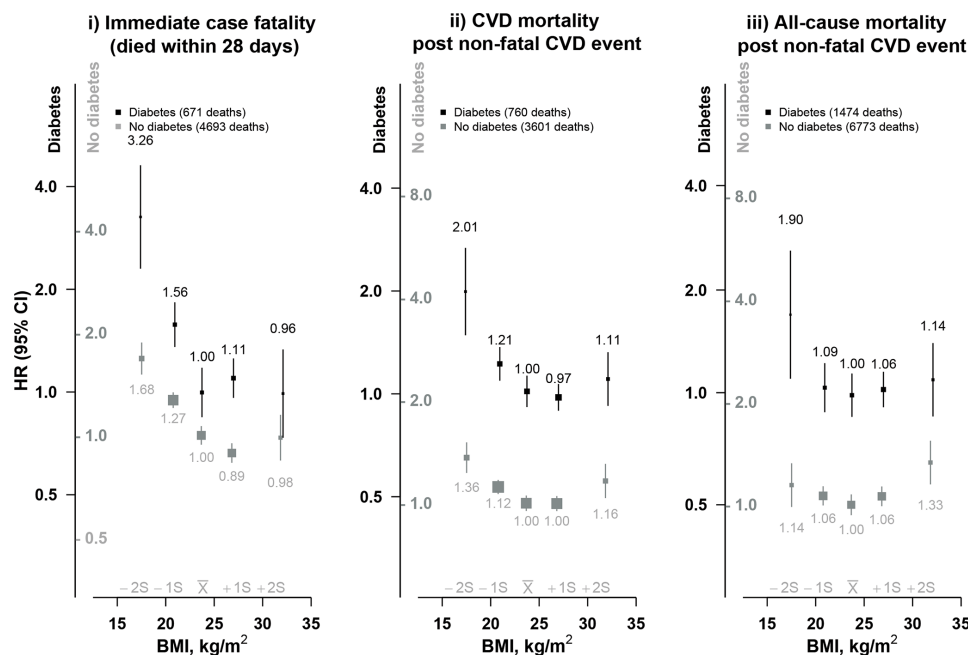 i) Immediate case fatality
(died within 28 days)
Diabetes
No diabetes
Diabetes (671 deaths)
No diabetes (4693 deaths)
3.26
4.0
4.0
1.56
2.0
2.0
0.96
1.00
1.11
HR (95% CI)
1.68
1.0
1.27
1.0
1.00
0.89
0.98
0.5
0.5
−2S −1S X̅ +1S +2S
15 20 25 30 35
BMI, kg/m²
ii) CVD mortality
post non-fatal CVD event
Diabetes
No diabetes
Diabetes (760 deaths)
No diabetes (3601 deaths)
4.0
8.0
2.01
2.0
4.0
1.21
1.11
1.00
0.97
1.0
2.0
1.36
1.12
1.00
1.00
1.16
0.5
1.0
−2S −1S X̅ +1S +2S
15 20 25 30 35
BMI, kg/m²
iii) All-cause mortality
post non-fatal CVD event
Diabetes
No diabetes
Diabetes (1474 deaths)
No diabetes (6773 deaths)
4.0
8.0
1.90
2.0
4.0
1.14
1.09
1.00
1.06
1.0
2.0
1.14
1.06
1.00
1.06
1.33
0.5
1.0
−2S −1S X̅ +1S +2S
15 20 25 30 35
BMI, kg/m²